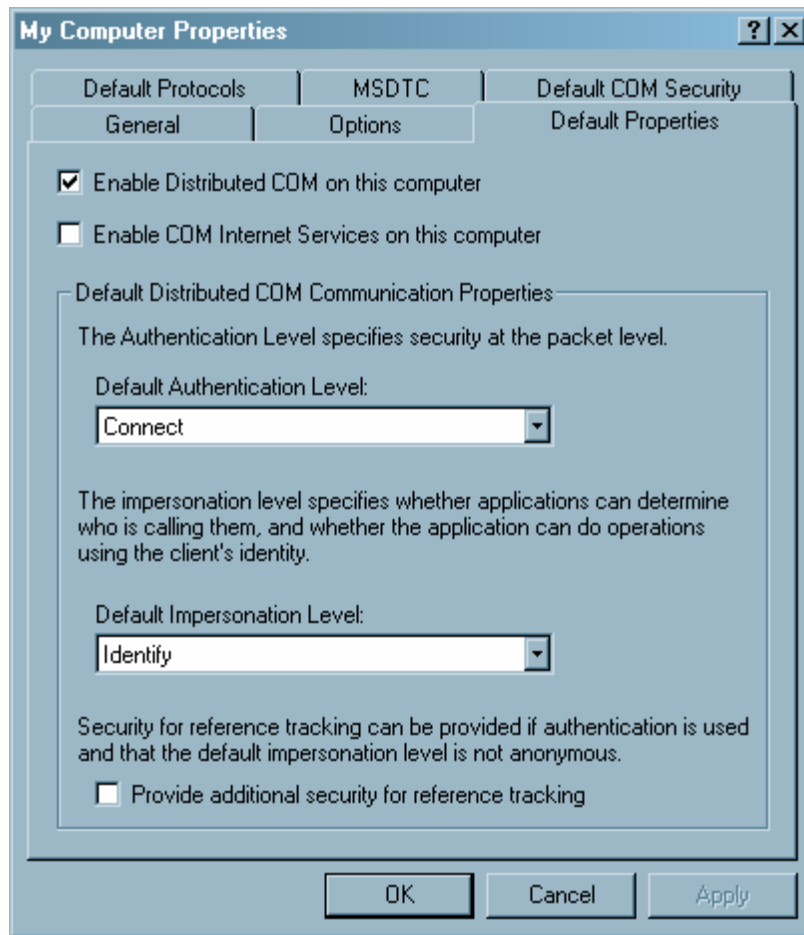 My Computer Properties
Default Protocols MSDTC Default COM Security
General Options Default Properties
Enable Distributed COM on this computer
Enable COM Internet Services on this computer
Default Distributed COM Communication Properties
The Authentication Level specifies security at the packet level.
Default Authentication Level:
Connect
The impersonation level specifies whether applications can determine
who is calling them, and whether the application can do operations
using the client's identity.
Default Impersonation Level:
Identify
Security for reference tracking can be provided if authentication is used
and that the default impersonation level is not anonymous.
Provide additional security for reference tracking
OK Cancel Apply